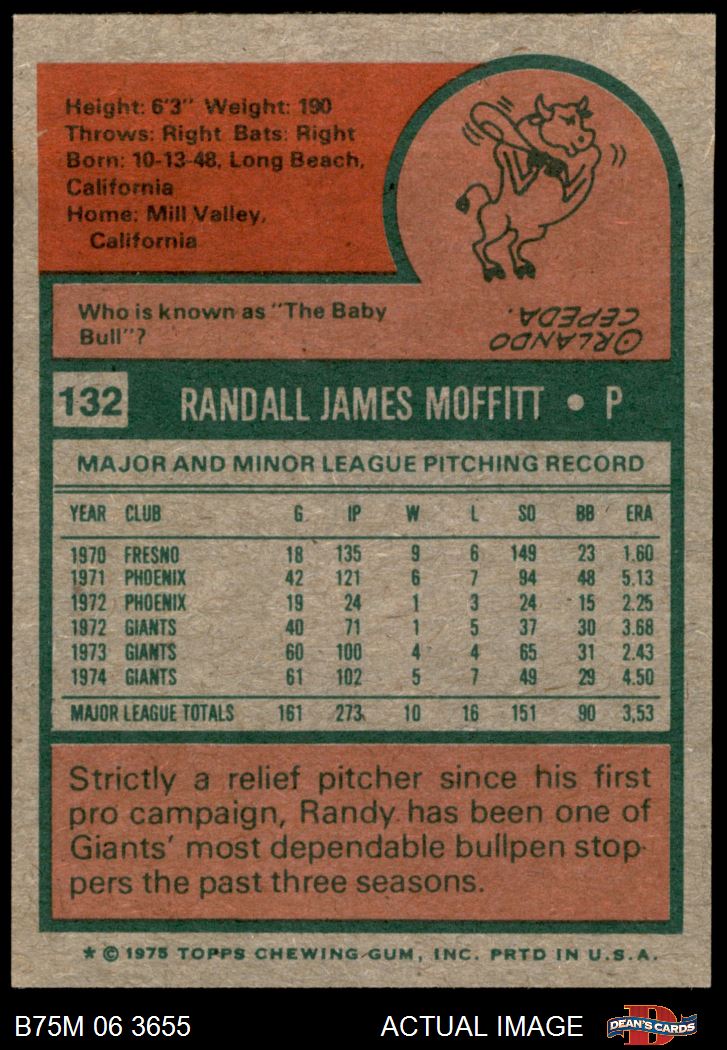 Height: 6'3" Weight: 190
Throws: Right Bats: Right
Born: 10-13-48, Long Beach,
California
Home: Mill Valley,
California
Who is known as "The Baby
Bull"?
ORLANDO
CEPEDA.
132 RANDALL JAMES MOFFITT • P
MAJOR AND MINOR LEAGUE PITCHING RECORD
YEAR CLUB G IP W L SO BB ERA
1970 FRESNO 18 135 9 6 149 23 1.60
1971 PHOENIX 42 121 6 7 94 48 5.13
1972 PHOENIX 19 24 1 3 24 15 2.25
1972 GIANTS 40 71 1 5 37 30 3.68
1973 GIANTS 60 100 4 4 65 31 2.43
1974 GIANTS 61 102 5 7 49 29 4.50
MAJOR LEAGUE TOTALS 161 273 10 16 151 90 3.53
Strictly a relief pitcher since his first
pro campaign, Randy has been one of
Giants' most dependable bullpen stop-
pers the past three seasons.
* © 1975 TOPPS CHEWING GUM, INC. PRTD IN U.S.A.
B75M 06 3655 ACTUAL IMAGE DEAN'S CARDS